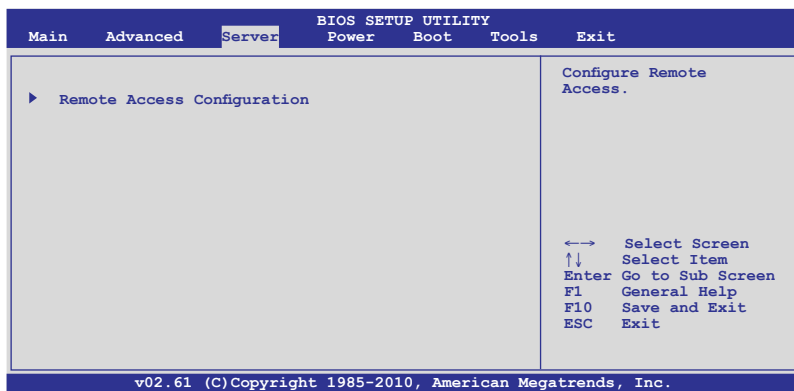 BIOS SETUP UTILITY
Main Advanced Server Power Boot Tools Exit
Remote Access Configuration
Configure Remote
Access.
←→ Select Screen
↑↓ Select Item
Enter Go to Sub Screen
F1 General Help
F10 Save and Exit
ESC Exit
v02.61 (C)Copyright 1985-2010, American Megatrends, Inc.